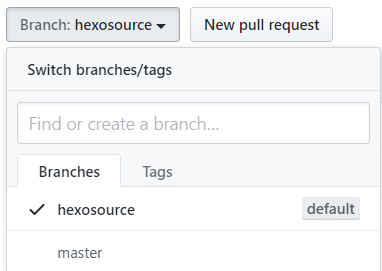 Branch: hexosource New pull request
Switch branches/tags
Find or create a branch...
Branches Tags
hexosource default
master